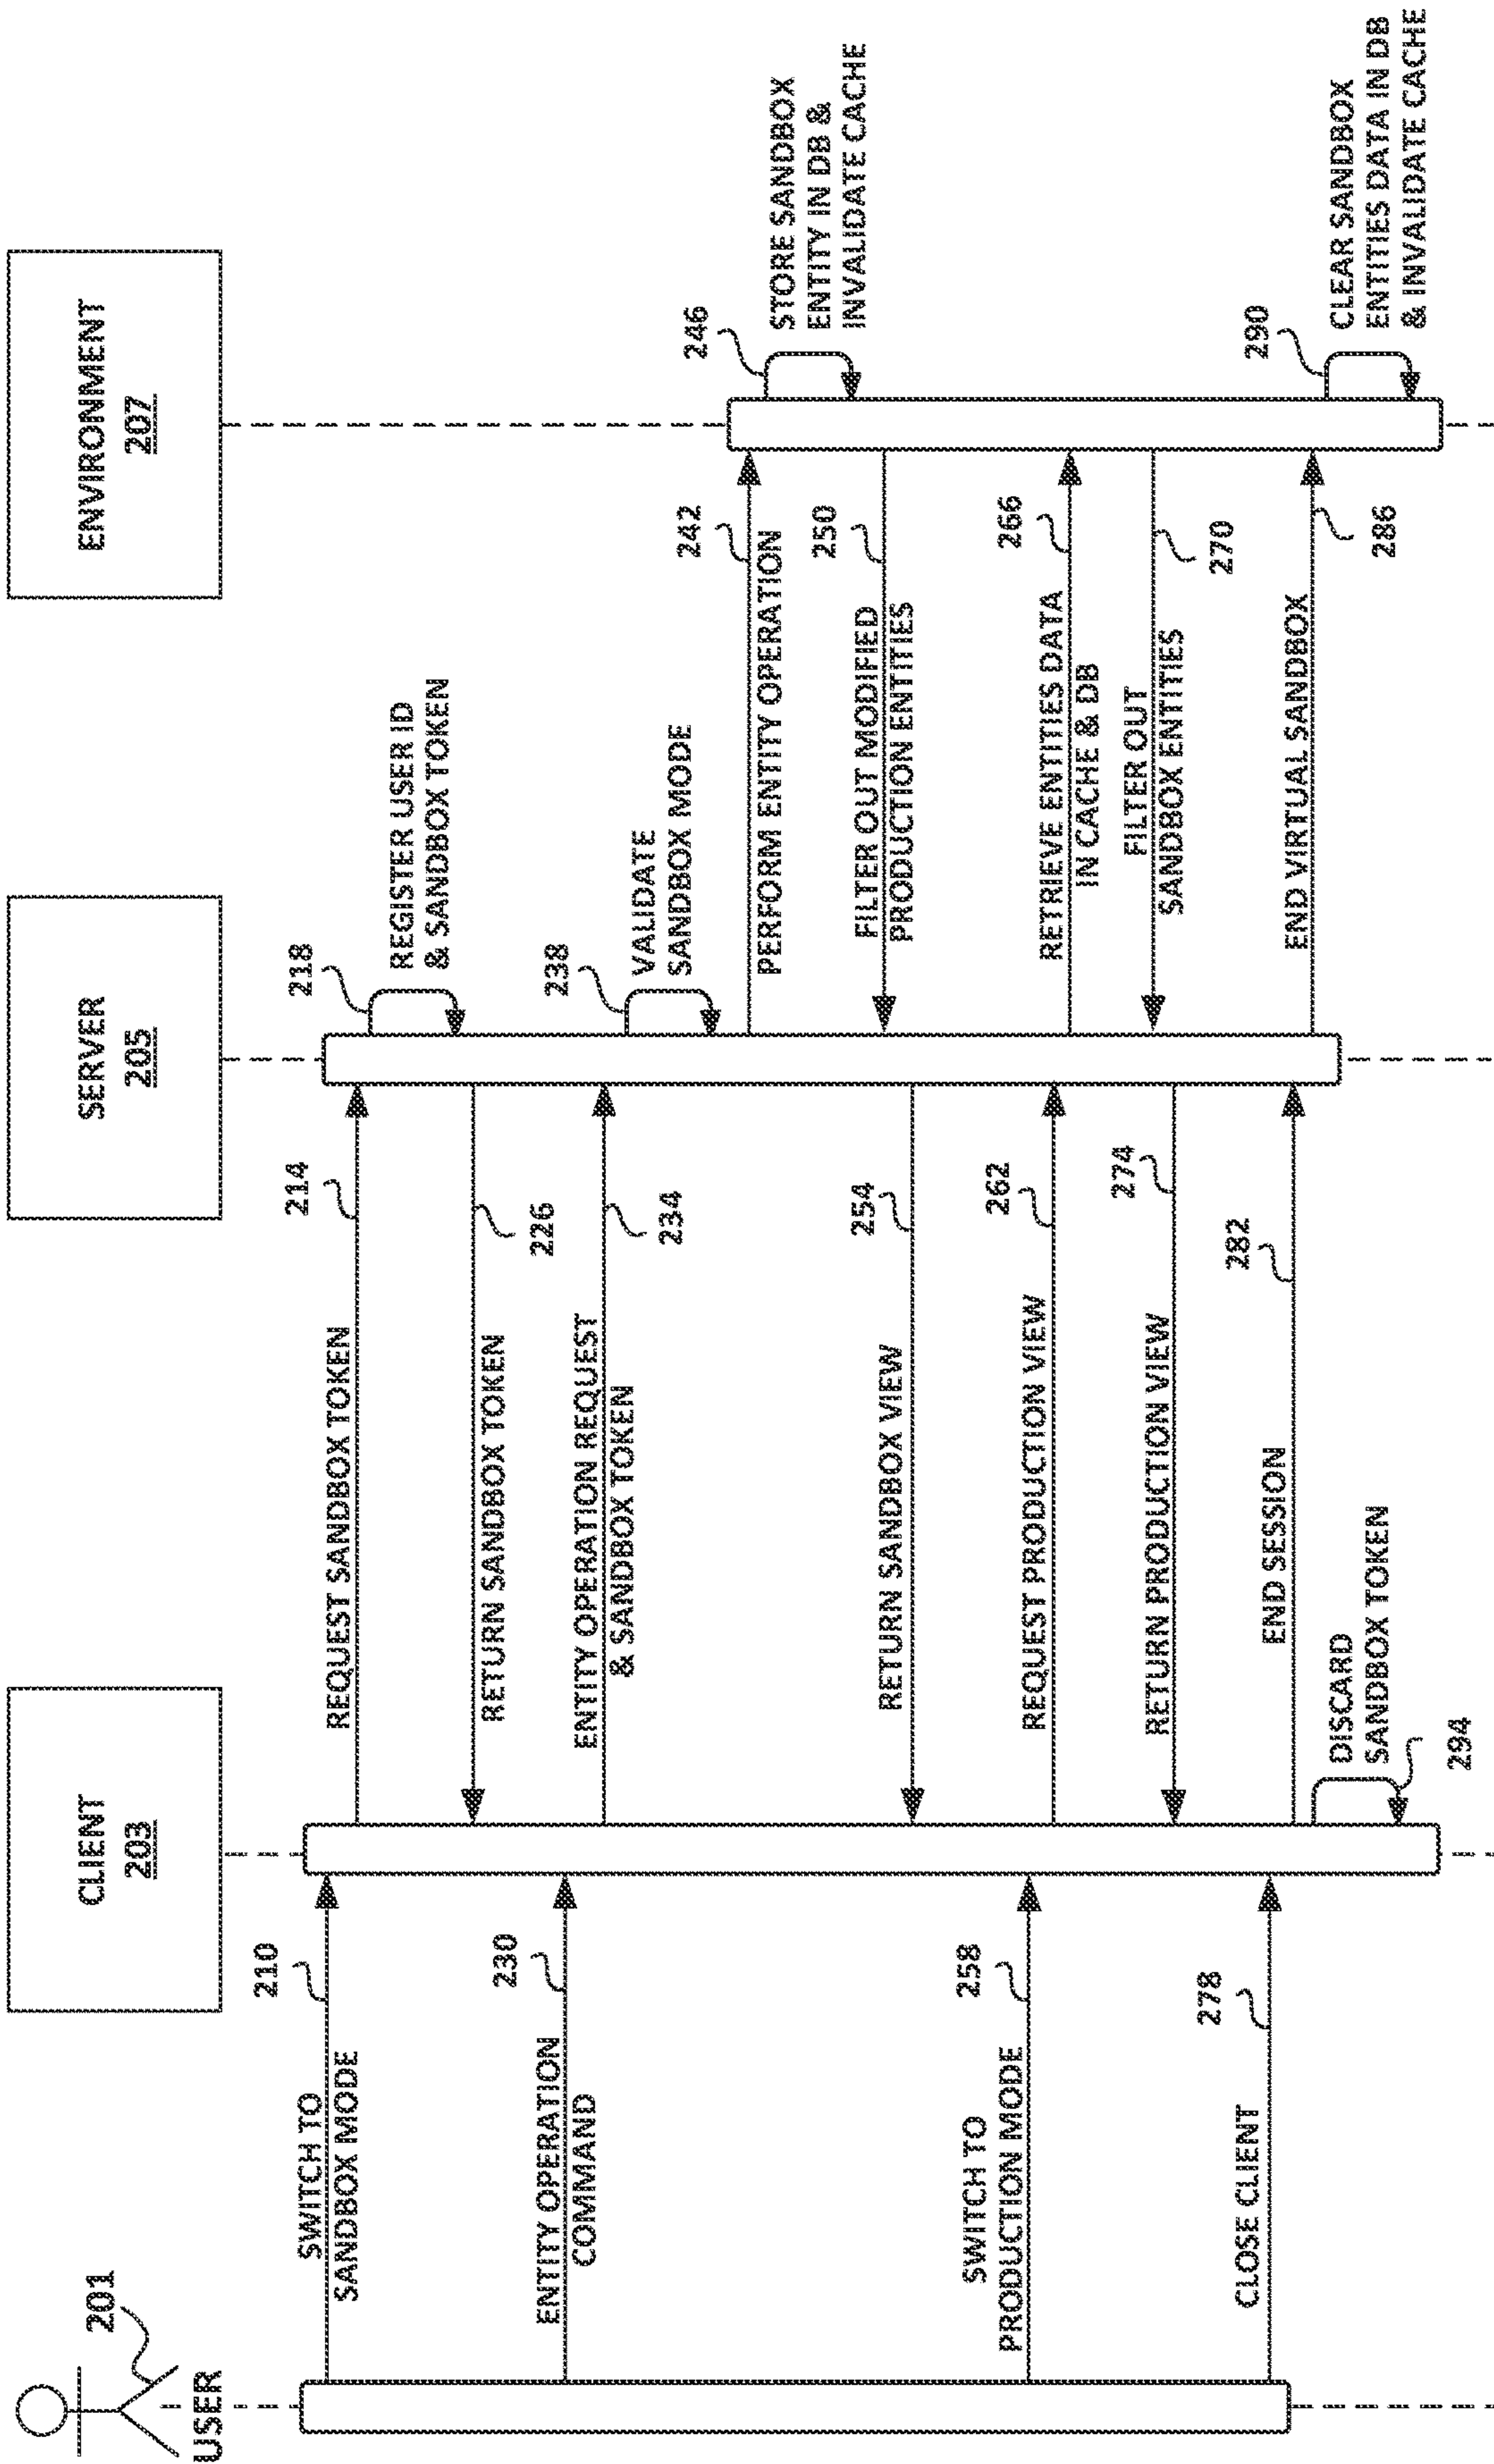 201
USER
CLIENT
203
SERVER
205
ENVIRONMENT
207
210
SWITCH TO
SANDBOX MODE
214
REQUEST SANDBOX TOKEN
218
REGISTER USER ID
& SANDBOX TOKEN
RETURN SANDBOX TOKEN
226
230
ENTITY OPERATION
COMMAND
ENTITY OPERATION REQUEST
& SANDBOX TOKEN
234
238
VALIDATE
SANDBOX MODE
242
PERFORM ENTITY OPERATION
246
STORE SANDBOX
ENTITY IN DB &
INVALIDATE CACHE
250
FILTER OUT MODIFIED
PRODUCTION ENTITIES
254
RETURN SANDBOX VIEW
258
SWITCH TO
PRODUCTION MODE
262
REQUEST PRODUCTION VIEW
266
RETRIEVE ENTITIES DATA
IN CACHE & DB
FILTER OUT
SANDBOX ENTITIES
270
274
RETURN PRODUCTION VIEW
278
CLOSE CLIENT
282
END SESSION
END VIRTUAL SANDBOX
286
290
CLEAR SANDBOX
ENTITIES DATA IN DB
& INVALIDATE CACHE
DISCARD
SANDBOX TOKEN
294